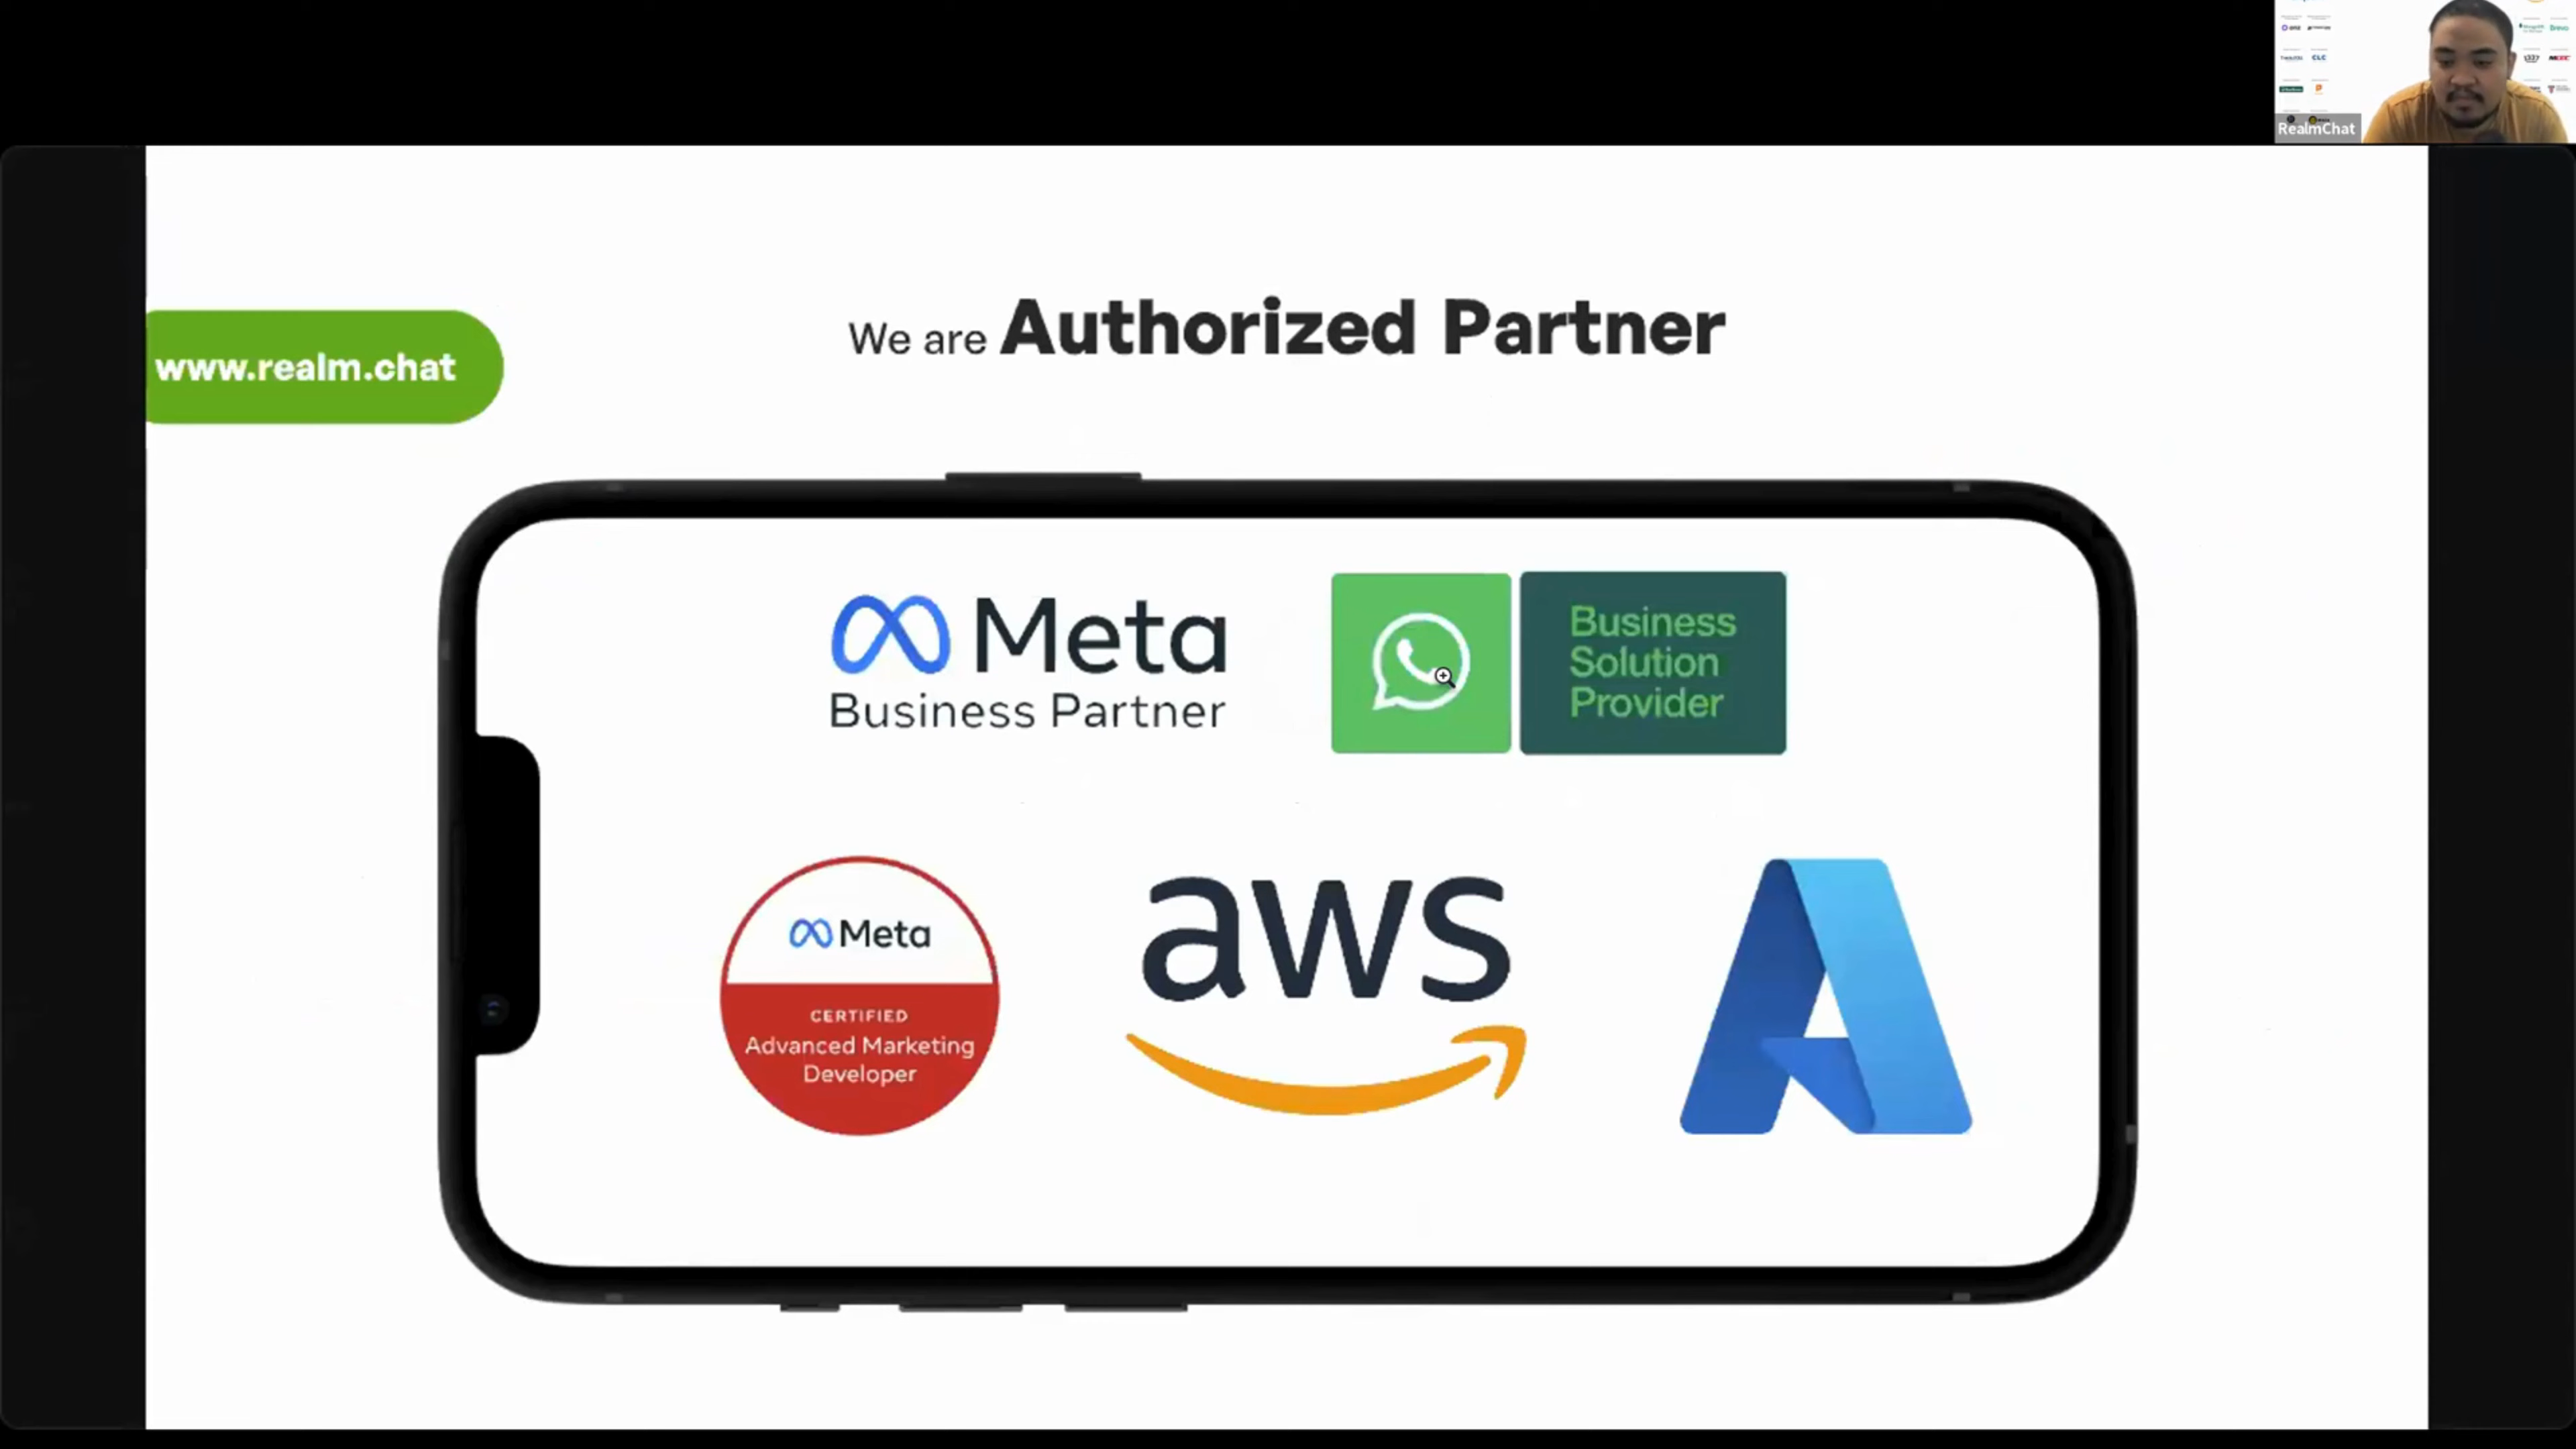 RealmChat
CLC
www.realm.chat
We are Authorized Partner
Meta
Business Partner
Business
Solution
Provider
Meta
CERTIFIED
Advanced Marketing
Developer
aws